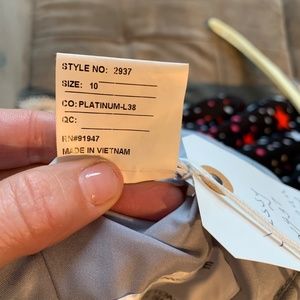 STYLE NO: 2937
SIZE: 10
CO: PLATINUM-L38
QC:
RN#91947
MADE IN VIETNAM